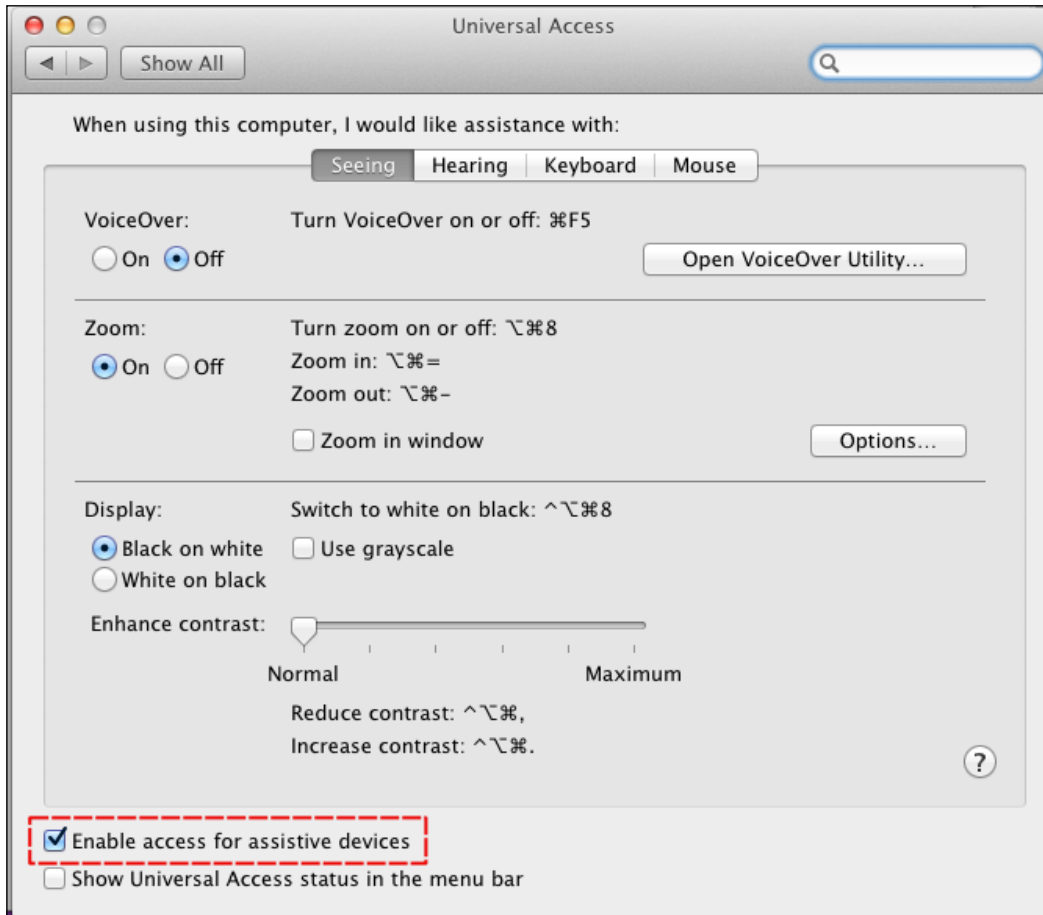 Universal Access
Show All
When using this computer, I would like assistance with:
Seeing Hearing Keyboard Mouse
VoiceOver: Turn VoiceOver on or off: ⌘F5
On Off Open VoiceOver Utility...
Zoom: Turn zoom on or off: ⌥⌘8
On Off Zoom in: ⌥⌘=
Zoom out: ⌥⌘-
Zoom in window Options...
Display: Switch to white on black: ^⌥⌘8
Black on white Use grayscale
White on black
Enhance contrast:
Normal Maximum
Reduce contrast: ^⌥⌘,
Increase contrast: ^⌥⌘.
?
Enable access for assistive devices
Show Universal Access status in the menu bar